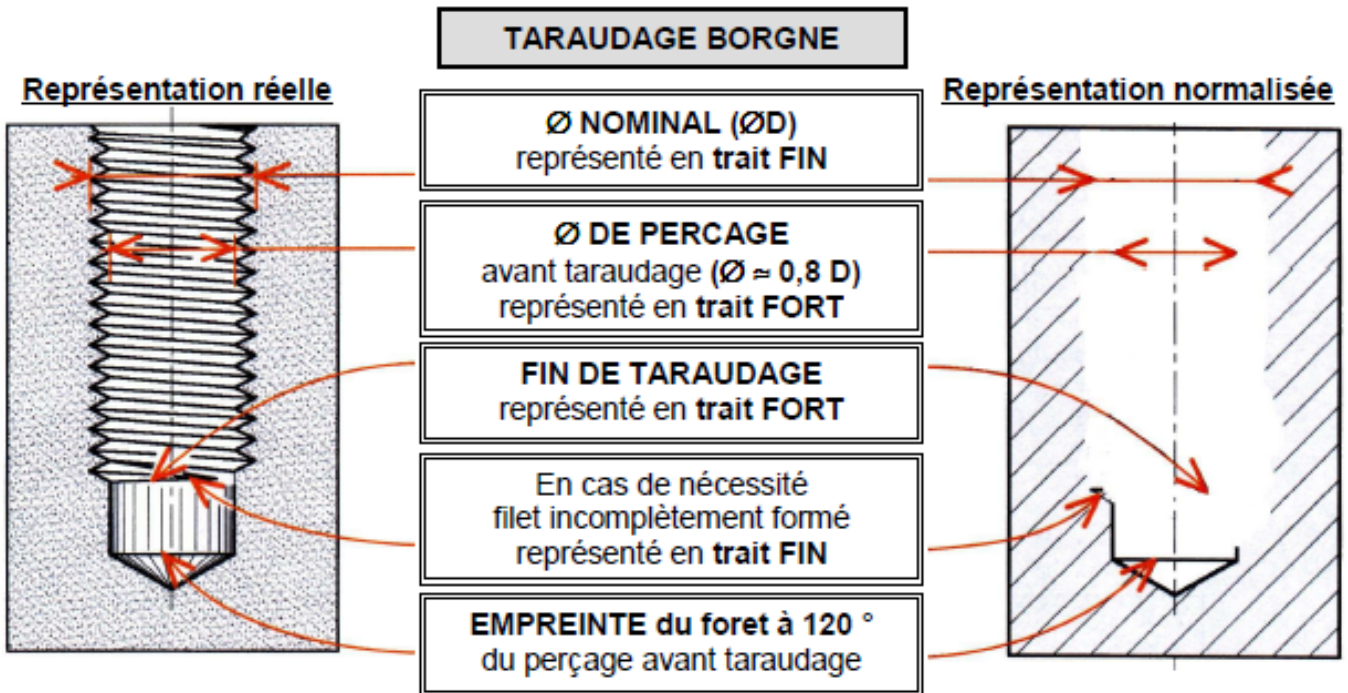 TARAUDAGE BORGNE
Représentation réelle
Représentation normalisée
Ø NOMINAL (ØD)
représenté en trait FIN
Ø DE PERCAGE
avant taraudage (Ø ≈ 0,8 D)
représenté en trait FORT
FIN DE TARAUDAGE
représenté en trait FORT
En cas de nécessité
filet incomplètement formé
représenté en trait FIN
EMPREINTE du foret à 120 °
du perçage avant taraudage